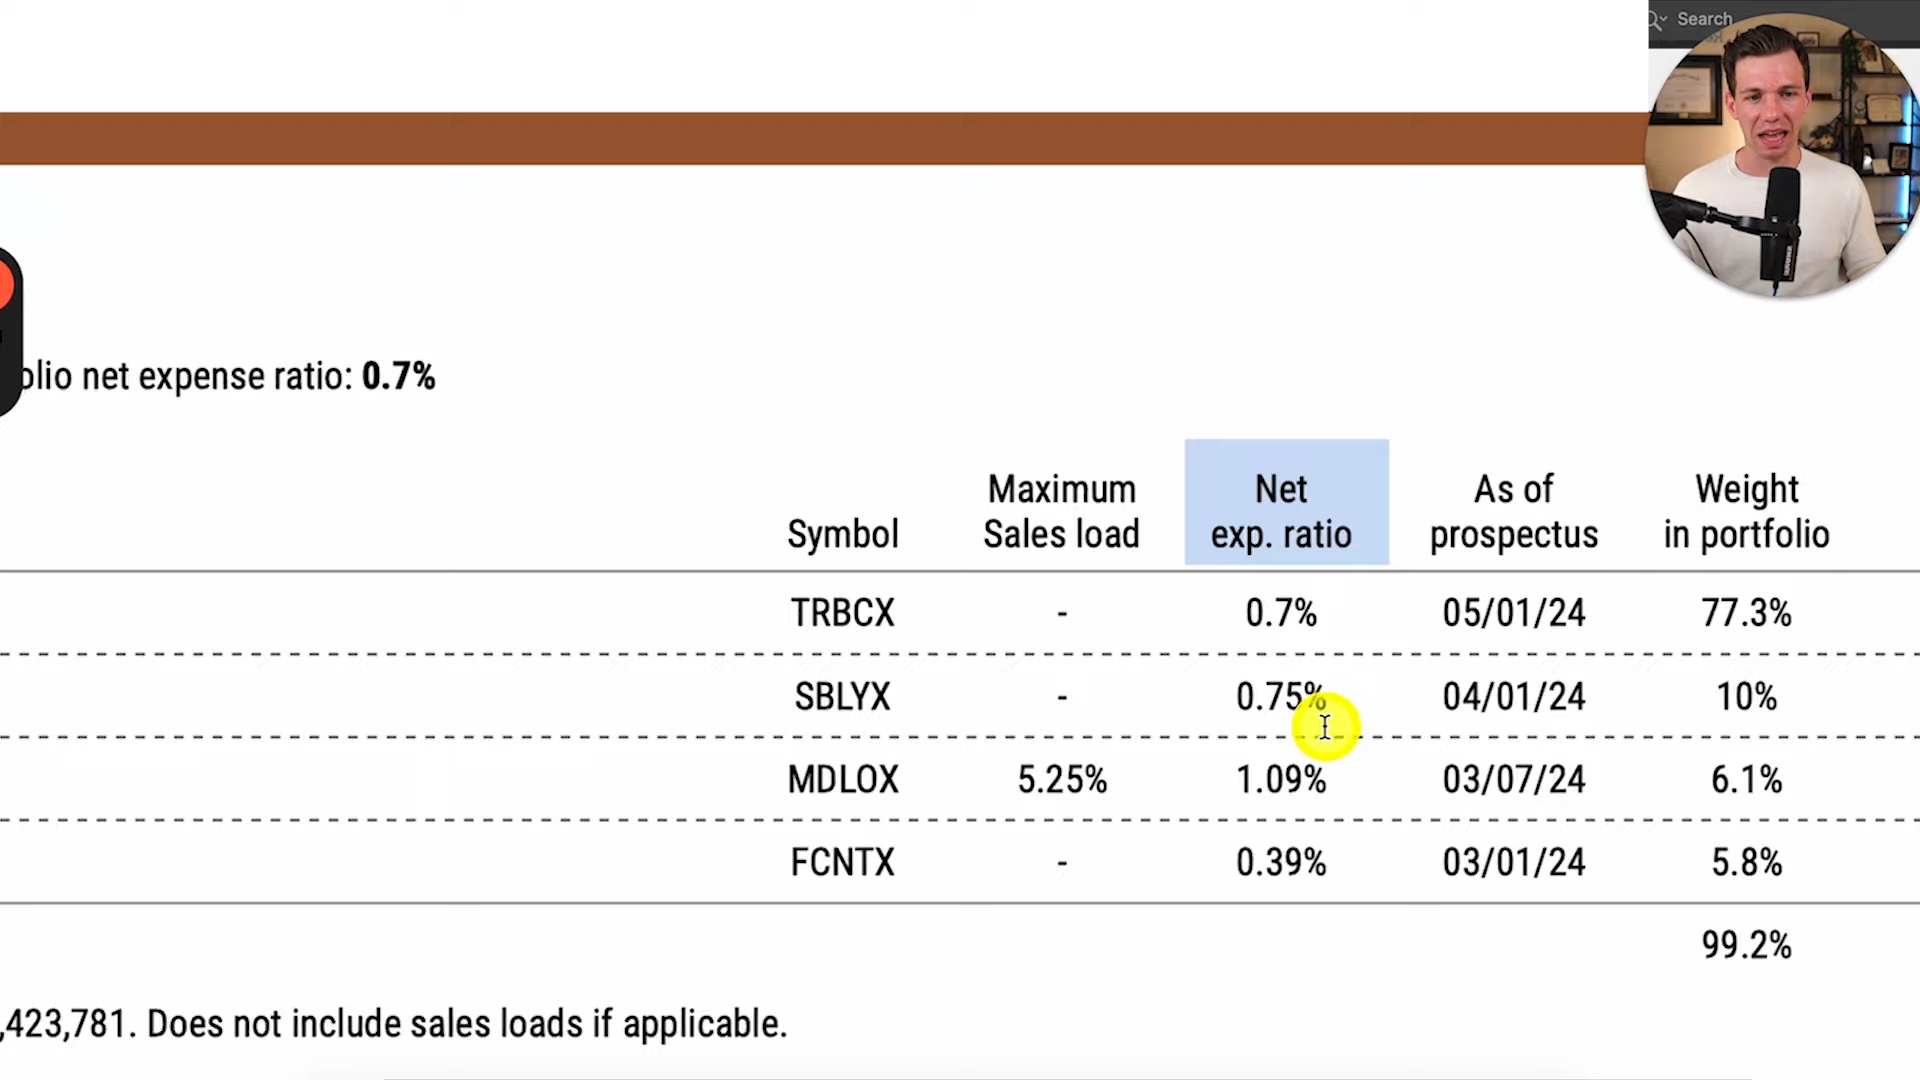 Search
olio net expense ratio: 0.7%
Symbol Maximum Sales load Net exp. ratio As of prospectus Weight in portfolio
TRBCX - 0.7% 05/01/24 77.3%
SBLYX - 0.75% 04/01/24 10%
MDLOX 5.25% 1.09% 03/07/24 6.1%
FCNTX - 0.39% 03/01/24 5.8%
99.2%
,423,781. Does not include sales loads if applicable.